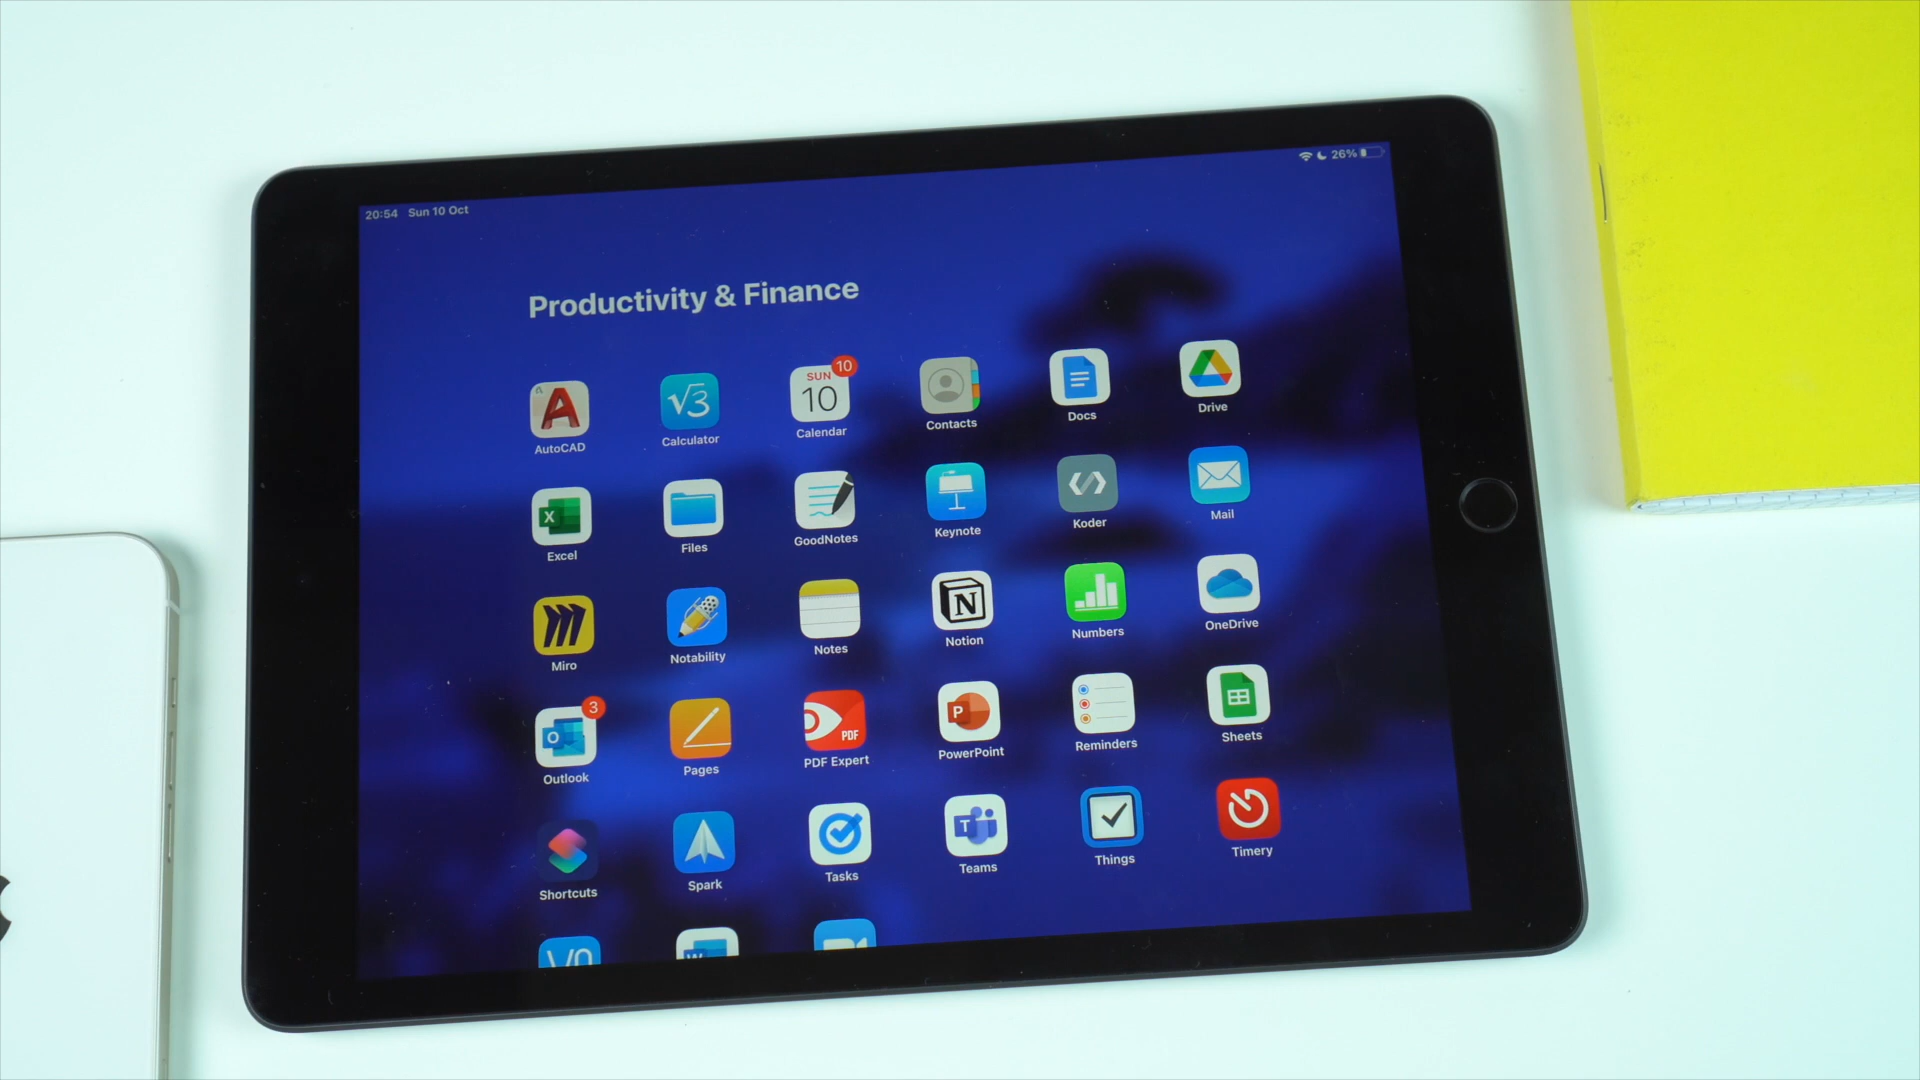 20:54 Sun 10 Oct
26%
Productivity & Finance
10
SUN
10
√3
A
AutoCAD
Calculator
Calendar
Contacts
Docs
Drive
X
Excel
Files
GoodNotes
Keynote
Koder
Mail
N
Miro
Notability
Notes
Notion
Numbers
OneDrive
3
O
PDF
P
Outlook
Pages
PDF Expert
PowerPoint
Reminders
Sheets
T
Shortcuts
Spark
Tasks
Teams
Things
Timery
W